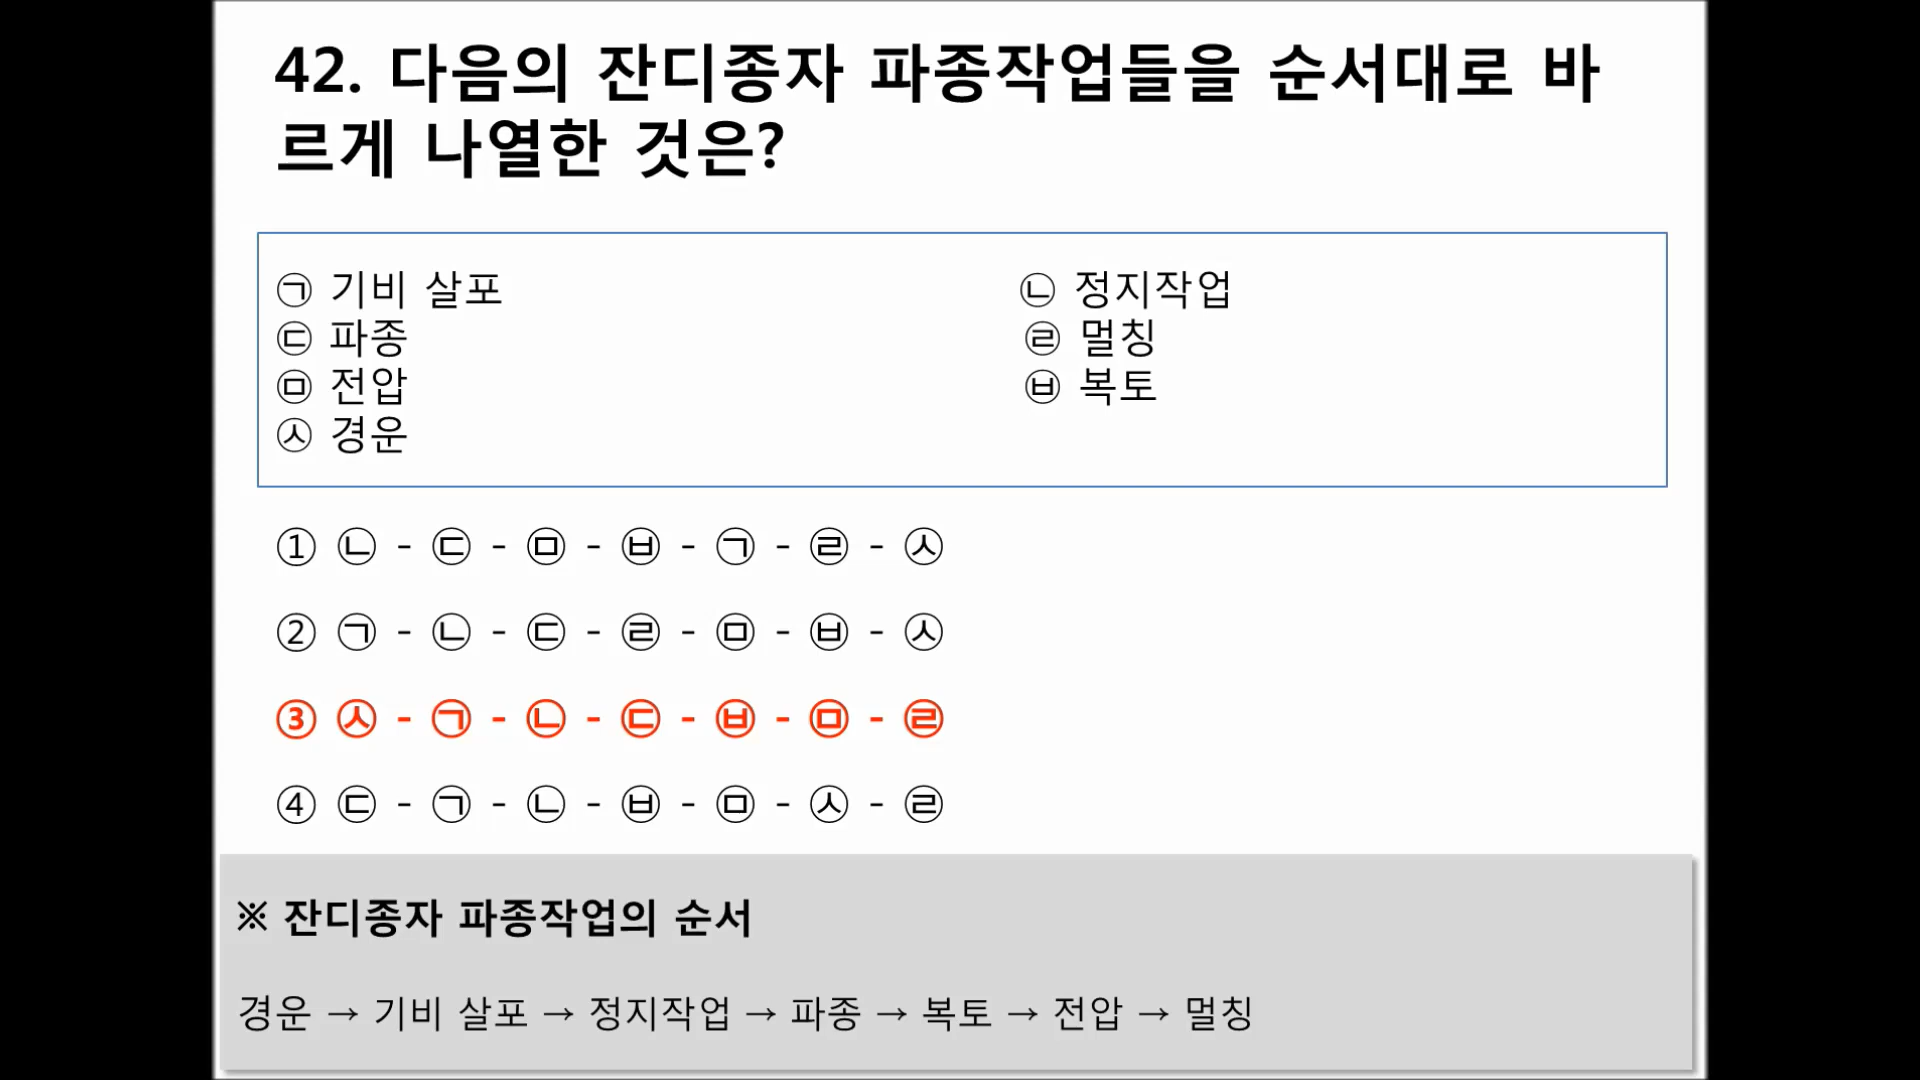 42. 다음의 잔디종자 파종작업들을 순서대로 바
르게 나열한 것은?
㉠ 기비 살포 ㉡ 정지작업
㉢ 파종 ㉣ 멀칭
㉤ 전압 ㉥ 복토
㉦ 경운
① ㉡ - ㉢ - ㉤ - ㉥ - ㉠ - ㉣ - ㉦
② ㉠ - ㉡ - ㉢ - ㉣ - ㉤ - ㉥ - ㉦
③ ㉦ - ㉠ - ㉡ - ㉢ - ㉥ - ㉤ - ㉣
④ ㉢ - ㉠ - ㉡ - ㉥ - ㉤ - ㉦ - ㉣
※ 잔디종자 파종작업의 순서
경운 → 기비 살포 → 정지작업 → 파종 → 복토 → 전압 → 멀칭